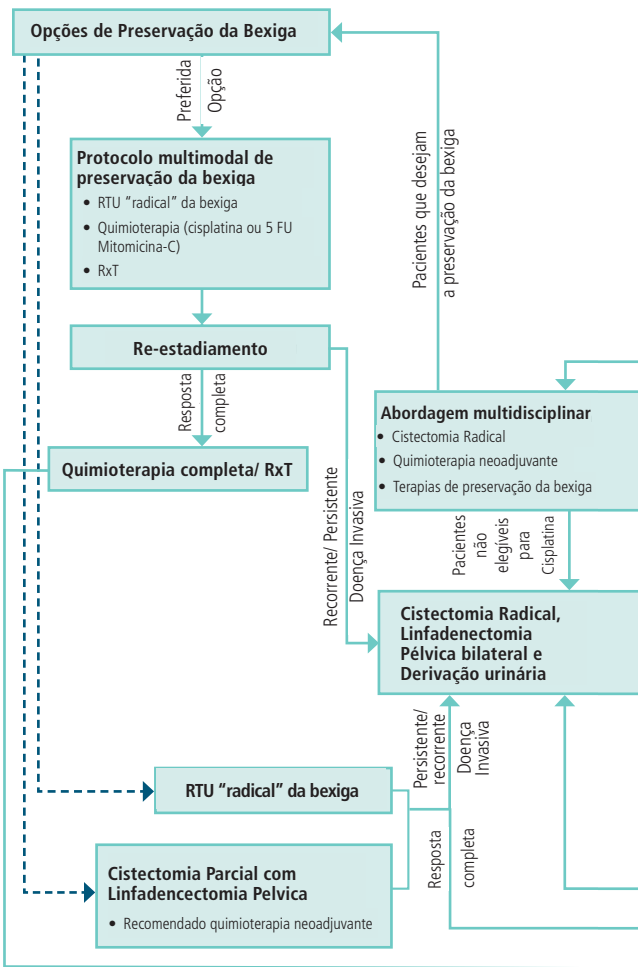 Opções de Preservação da Bexiga
Preferida
Opção
Pacientes que desejam
a preservação da bexiga
Protocolo multimodal de
preservação da bexiga
• RTU "radical" da bexiga
• Quimioterapia (cisplatina ou 5 FU
Mitomicina-C)
• RxT
Re-estadiamento
Resposta
completa
Quimioterapia completa/ RxT
Recorrente/ Persistente
Doença Invasiva
Abordagem multidisciplinar
• Cistectomia Radical
• Quimioterapia neoadjuvante
• Terapias de preservação da bexiga
Pacientes
não
elegíveis
para
Cisplatina
Cistectomia Radical,
Linfadenectomia
Pélvica bilateral e
Derivação urinária
Persistente/
recorrente
Doença
Invasiva
RTU "radical" da bexiga
Resposta
completa
Cistectomia Parcial com
Linfadencectomia Pelvica
• Recomendado quimioterapia neoadjuvante